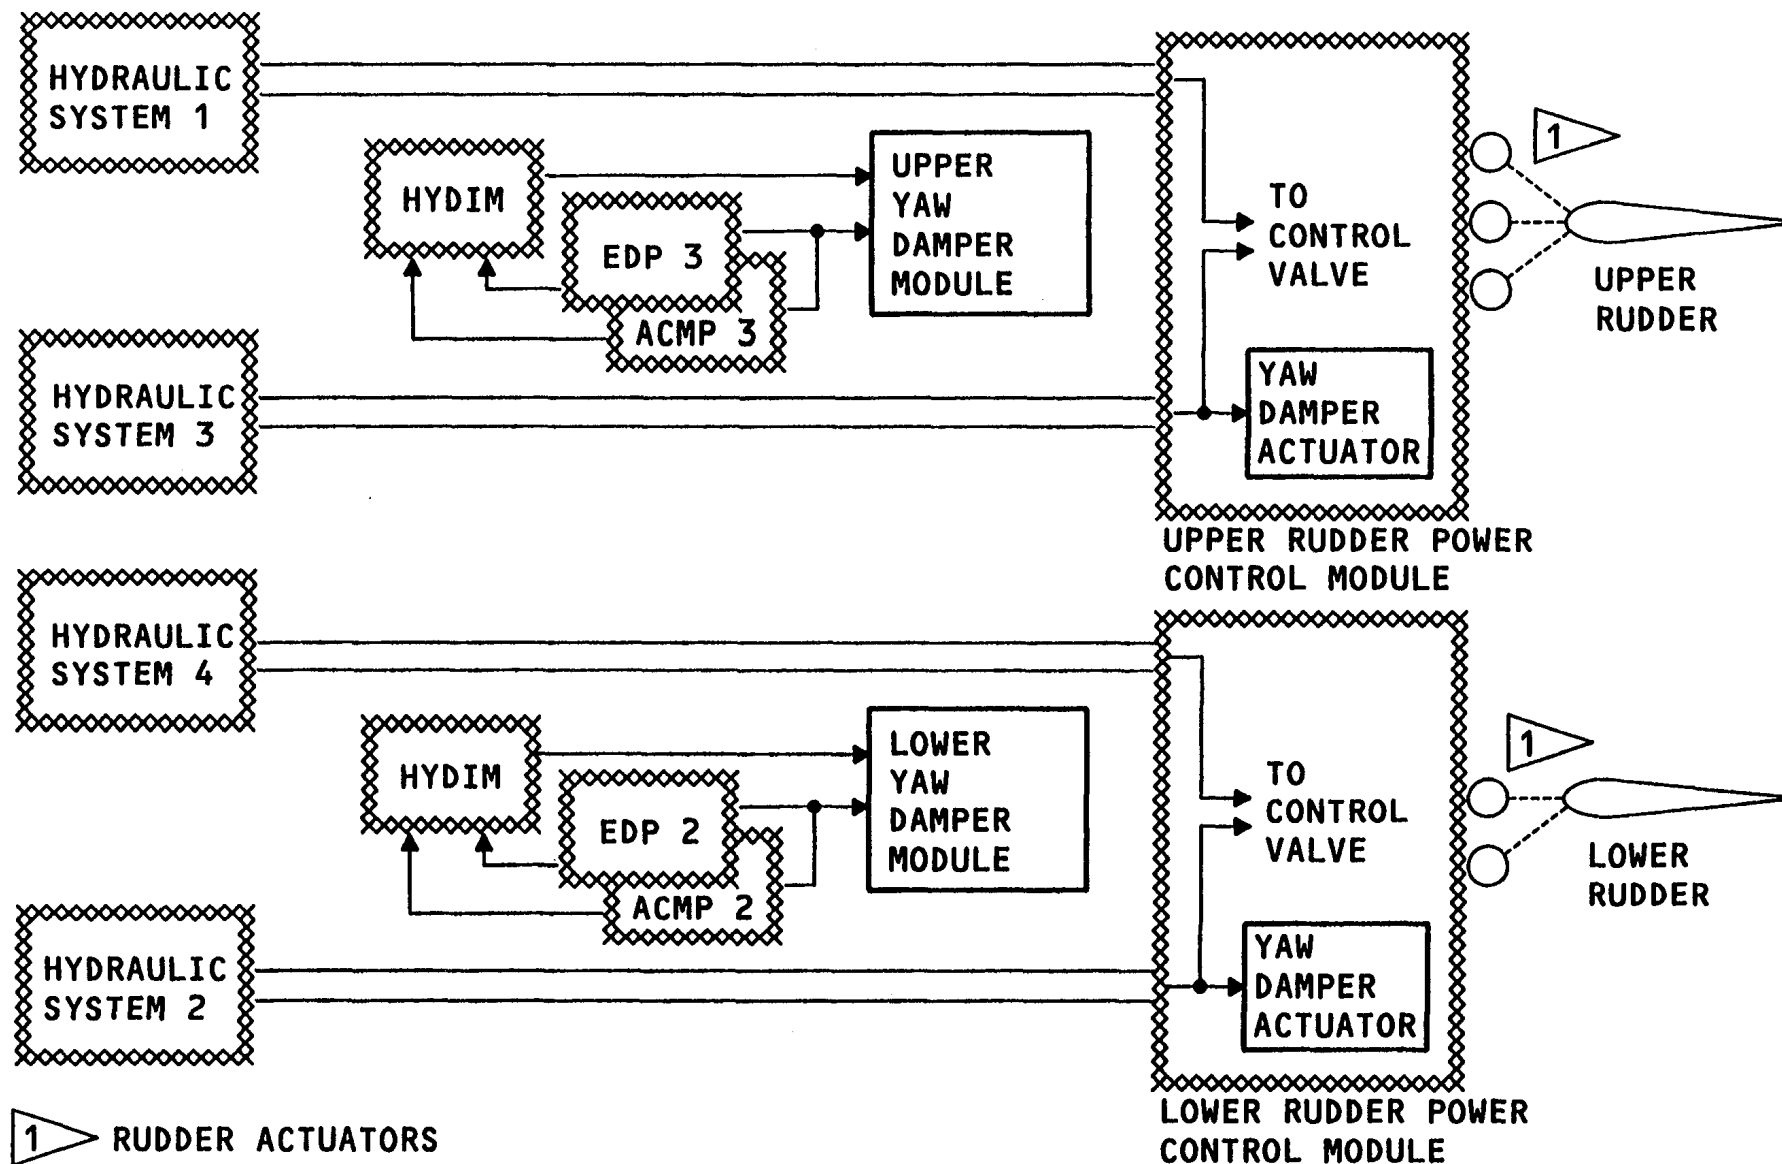 HYDRAULIC
SYSTEM 1
HYDIM
EDP 3
ACMP 3
UPPER
YAW
DAMPER
MODULE
TO
CONTROL
VALVE
1
UPPER
RUDDER
HYDRAULIC
SYSTEM 3
YAW
DAMPER
ACTUATOR
UPPER RUDDER POWER
CONTROL MODULE
HYDRAULIC
SYSTEM 4
HYDIM
EDP 2
ACMP 2
LOWER
YAW
DAMPER
MODULE
TO
CONTROL
VALVE
1
LOWER
RUDDER
HYDRAULIC
SYSTEM 2
YAW
DAMPER
ACTUATOR
LOWER RUDDER POWER
CONTROL MODULE
1 RUDDER ACTUATORS